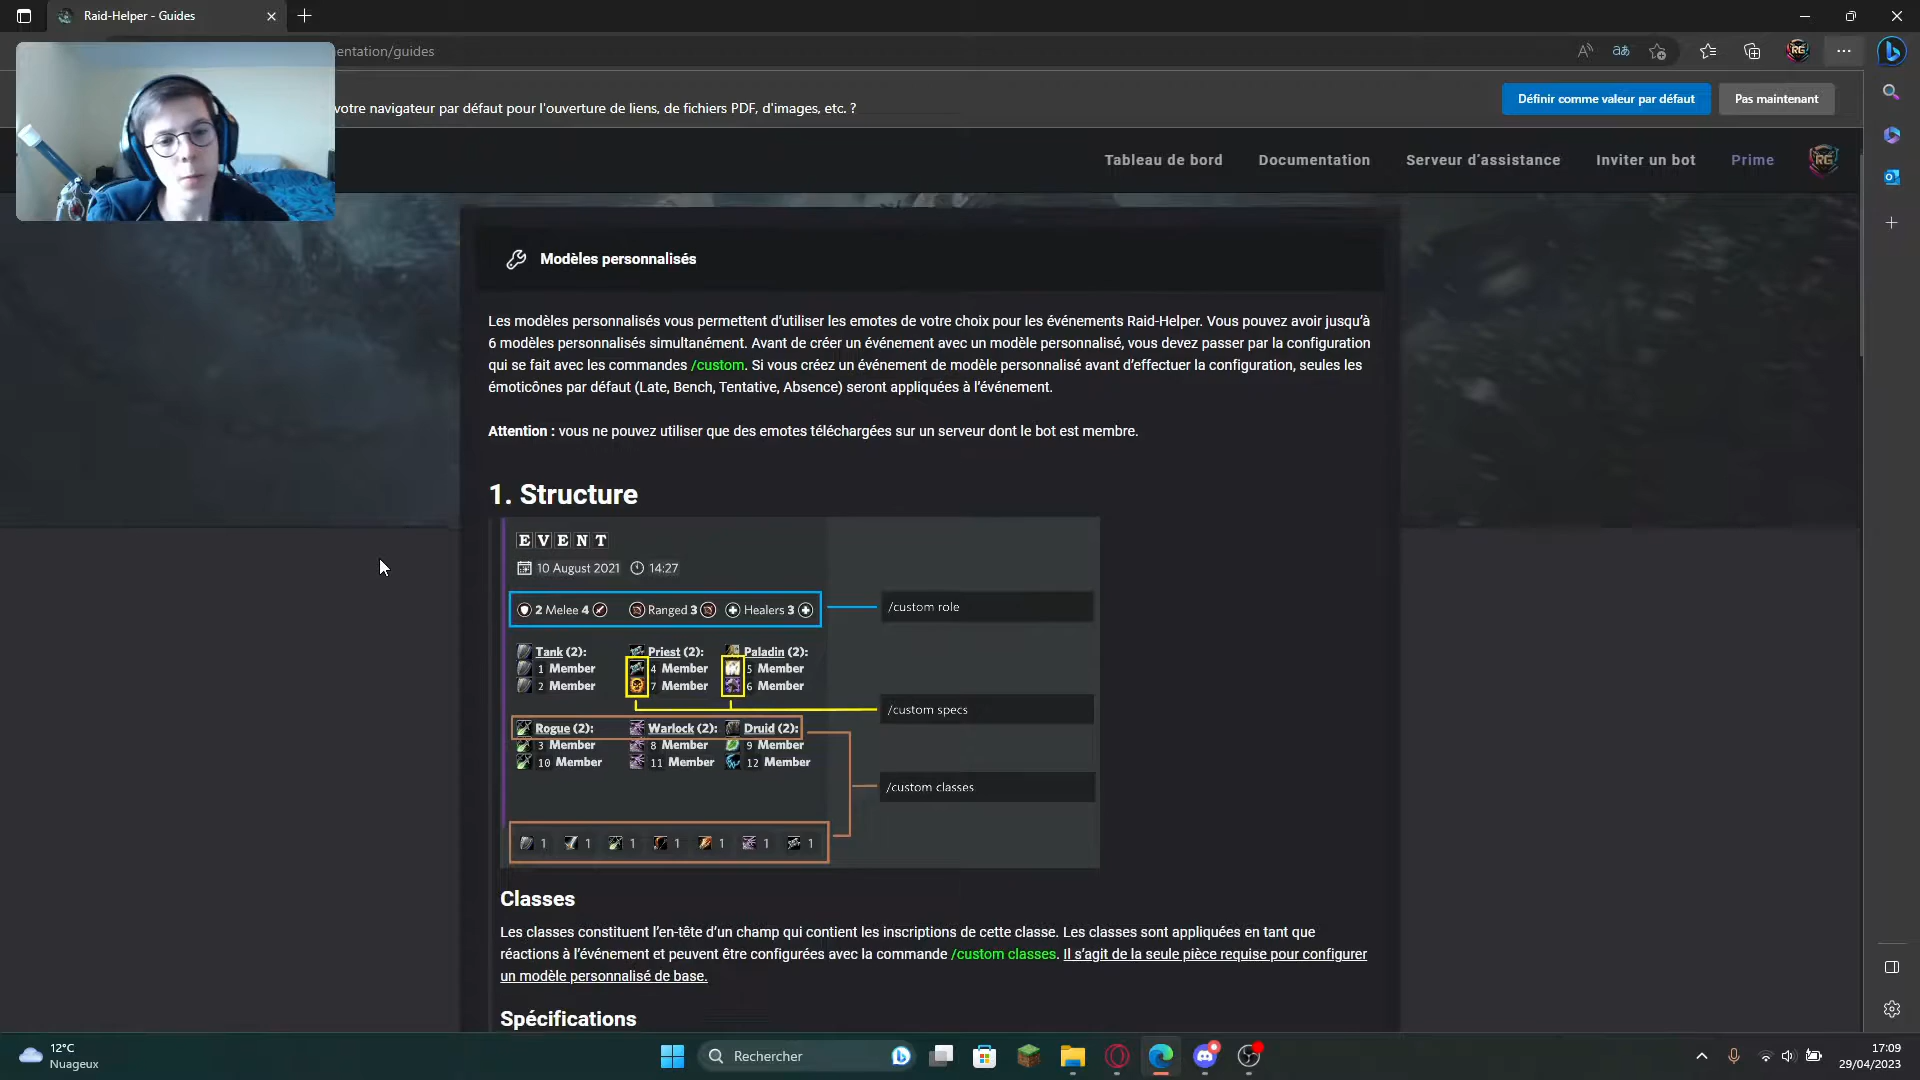 Raid-Helper - Guides
entation/guides
votre navigateur par défaut pour l'ouverture de liens, de fichiers PDF, d'images, etc. ?
Définir comme valeur par défaut
Pas maintenant
Tableau de bord
Documentation
Serveur d'assistance
Inviter un bot
Prime
Modèles personnalisés
Les modèles personnalisés vous permettent d'utiliser les emotes de votre choix pour les événements Raid-Helper. Vous pouvez avoir jusqu'à
6 modèles personnalisés simultanément. Avant de créer un événement avec un modèle personnalisé, vous devez passer par la configuration
qui se fait avec les commandes /custom. Si vous créez un événement de modèle personnalisé avant d'effectuer la configuration, seules les
émoticônes par défaut (Late, Bench, Tentative, Absence) seront appliquées à l'événement.
Attention : vous ne pouvez utiliser que des emotes téléchargées sur un serveur dont le bot est membre.
1. Structure
EVENT
10 August 2021 14:27
2 Melee 4 Ranged 3 Healers 3
/custom role
Tank (2): Priest (2): Paladin (2):
1 Member 4 Member 5 Member
2 Member 7 Member 6 Member
/custom specs
Rogue (2): Warlock (2): Druid (2):
3 Member 8 Member 9 Member
10 Member 11 Member 12 Member
/custom classes
1 1 1 1 1 1 1
Classes
Les classes constituent l'en-tête d'un champ qui contient les inscriptions de cette classe. Les classes sont appliquées en tant que
réactions à l'événement et peuvent être configurées avec la commande /custom classes. Il s'agit de la seule pièce requise pour configurer
un modèle personnalisé de base.
Spécifications
12°C
Nuageux
Rechercher
17:09
29/04/2023